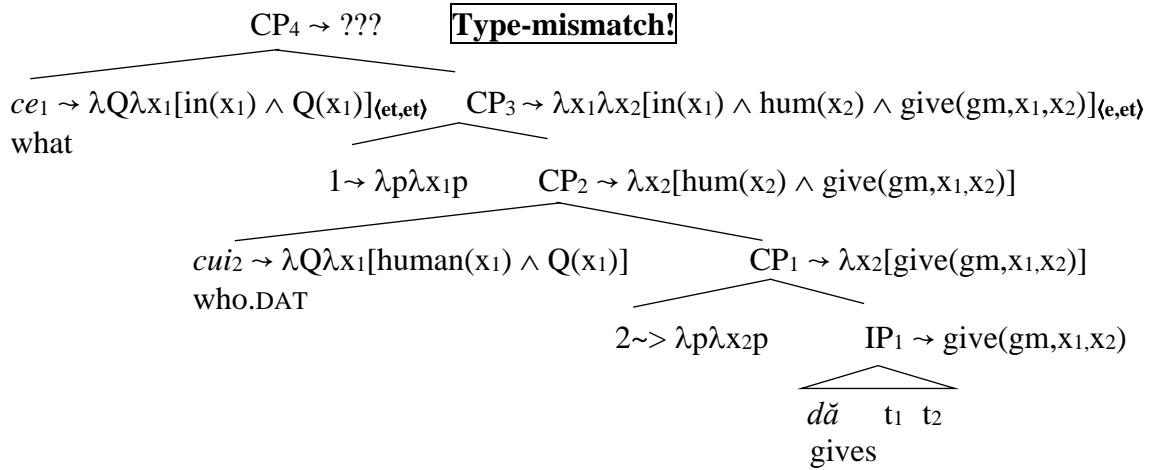 CP4 → ??? Type-mismatch!
ce1 → λQλx1[in(x1) ∧ Q(x1)]⟨et,et⟩ CP3 → λx1λx2[in(x1) ∧ hum(x2) ∧ give(gm,x1,x2)]⟨e,et⟩
what
1→ λpλx1p CP2 → λx2[hum(x2) ∧ give(gm,x1,x2)]
cui2 → λQλx1[human(x1) ∧ Q(x1)] CP1 → λx2[give(gm,x1,x2)]
who.DAT
2~> λpλx2p IP1 → give(gm,x1,x2)
dă t1 t2
gives